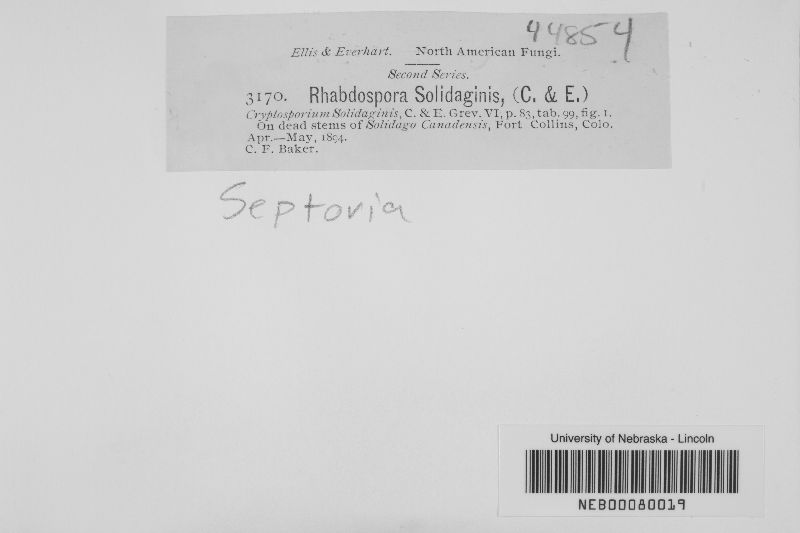 44854
Ellis & Everhart. North American Fungi.
Second Series.
3170. Rhabdospora Solidaginis, (C. & E.)
Cryptosporium Solidaginis, C. & E. Grev. VI, p. 83, tab. 99, fig. 1.
On dead stems of Solidago Canadensis, Fort Collins, Colo.
Apr.—May, 1894.
C. F. Baker.
Septoria
University of Nebraska - Lincoln
NEB00080019